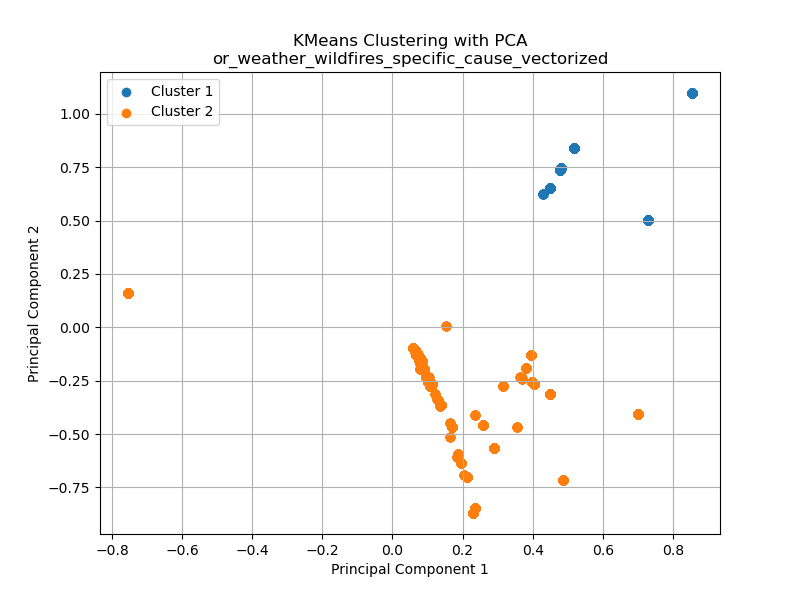 KMeans Clustering with PCA
or_weather_wildfires_specific_cause_vectorized
Cluster 1
Cluster 2
1.00
0.75
0.50
0.25
0.00
−0.25
−0.50
−0.75
Principal Component 2
−0.8 −0.6 −0.4 −0.2 0.0 0.2 0.4 0.6 0.8
Principal Component 1